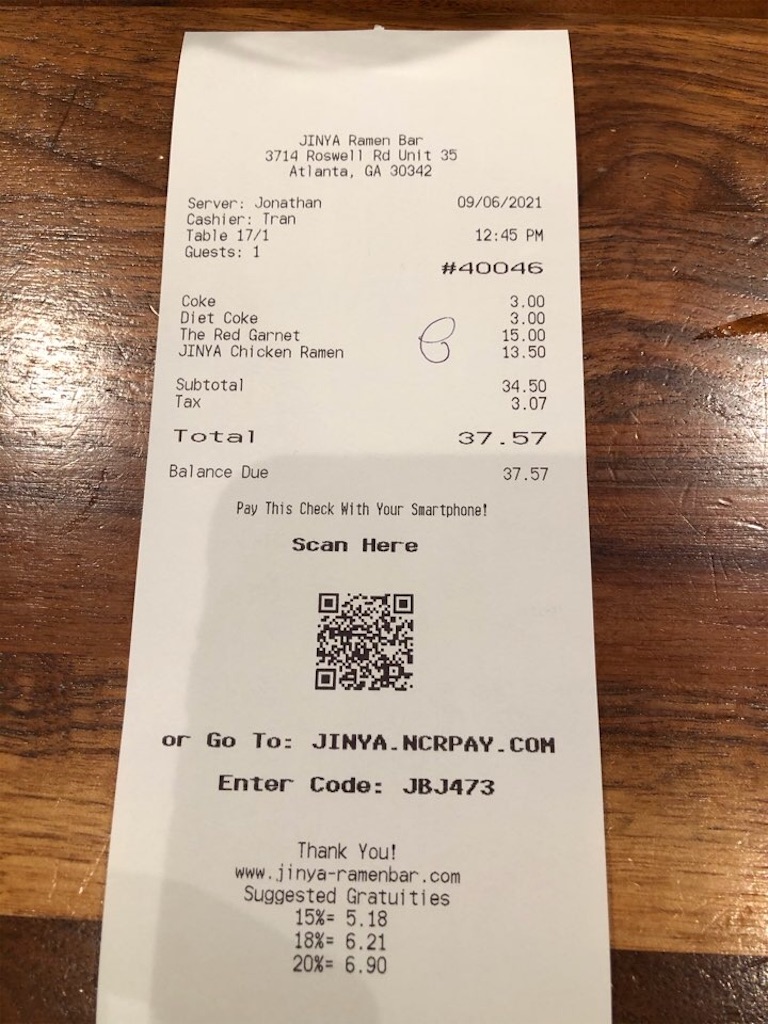 JINYA Ramen Bar
3714 Roswell Rd Unit 35
Atlanta, GA 30342
Server: Jonathan 09/06/2021
Cashier: Tran
Table 17/1 12:45 PM
Guests: 1
#40046
Coke 3.00
Diet Coke 3.00
The Red Garnet 15.00
JINYA Chicken Ramen 13.50
Subtotal 34.50
Tax 3.07
Total 37.57
Balance Due 37.57
Pay This Check With Your Smartphone!
Scan Here
or Go To: JINYA.NCRPAY.COM
Enter Code: JBJ473
Thank You!
www.jinya-ramenbar.com
Suggested Gratuities
15%= 5.18
18%= 6.21
20%= 6.90